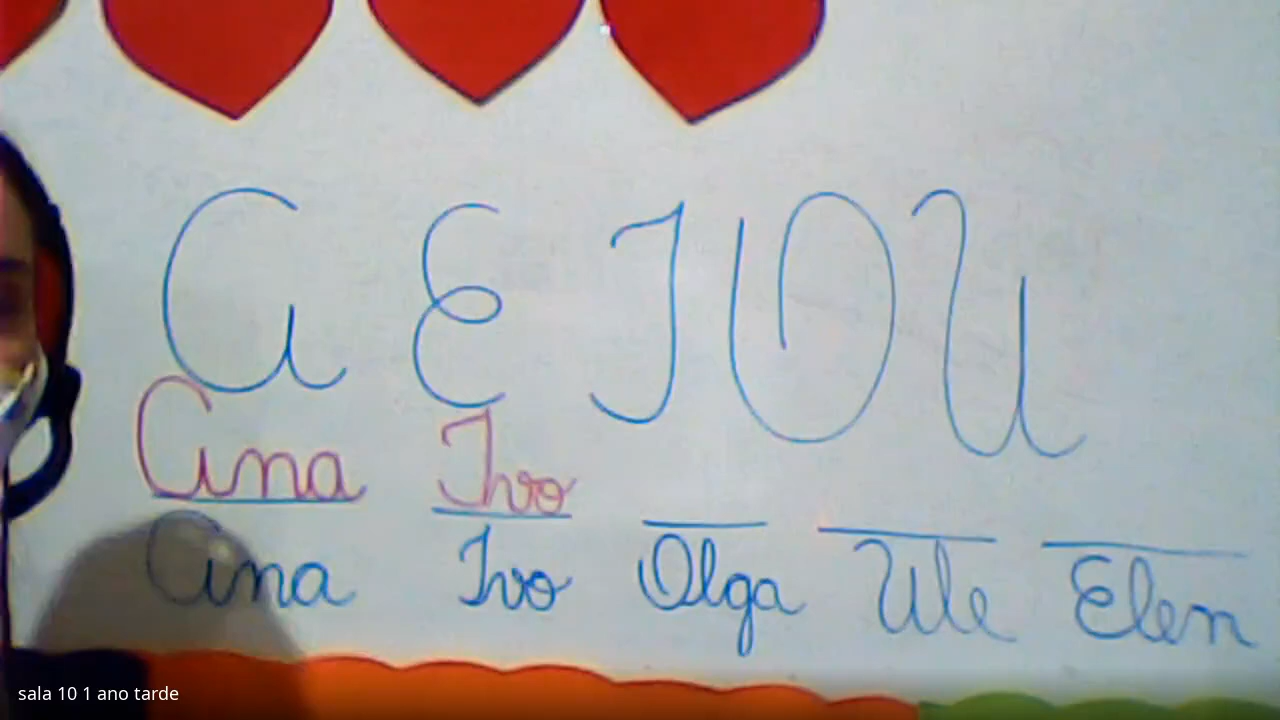 A E I O U
Ana Ivo
Ana Ivo Olga Ule Elen
sala 10 1 ano tarde